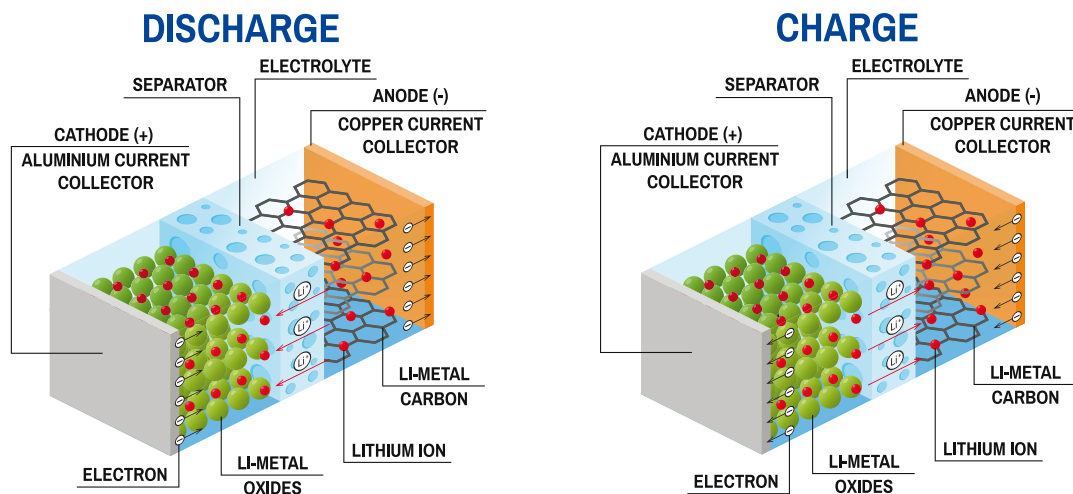 DISCHARGE
ELECTROLYTE
SEPARATOR
ANODE (-)
COPPER CURRENT
COLLECTOR
CATHODE (+)
ALUMINIUM CURRENT
COLLECTOR
Li+
Li+
Li+
LI-METAL
CARBON
LITHIUM ION
LI-METAL
OXIDES
ELECTRON
CHARGE
ELECTROLYTE
SEPARATOR
ANODE (-)
COPPER CURRENT
COLLECTOR
CATHODE (+)
ALUMINIUM CURRENT
COLLECTOR
Li+
Li+
Li+
LI-METAL
CARBON
LITHIUM ION
LI-METAL
OXIDES
ELECTRON